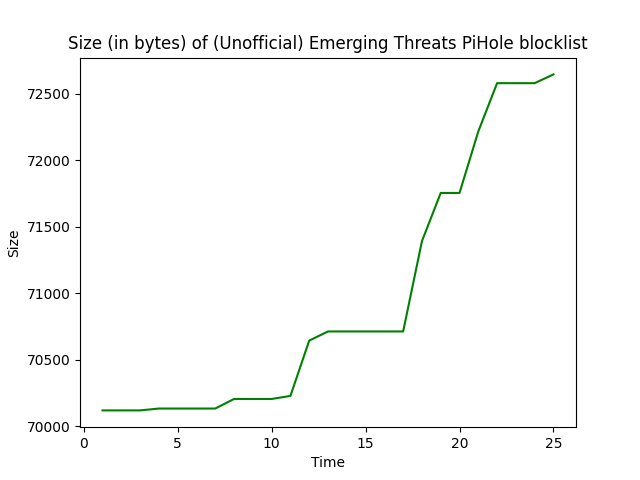 Size (in bytes) of (Unofficial) Emerging Threats PiHole blocklist
72500
72000
71500
71000
70500
70000
Size
0 5 10 15 20 25
Time